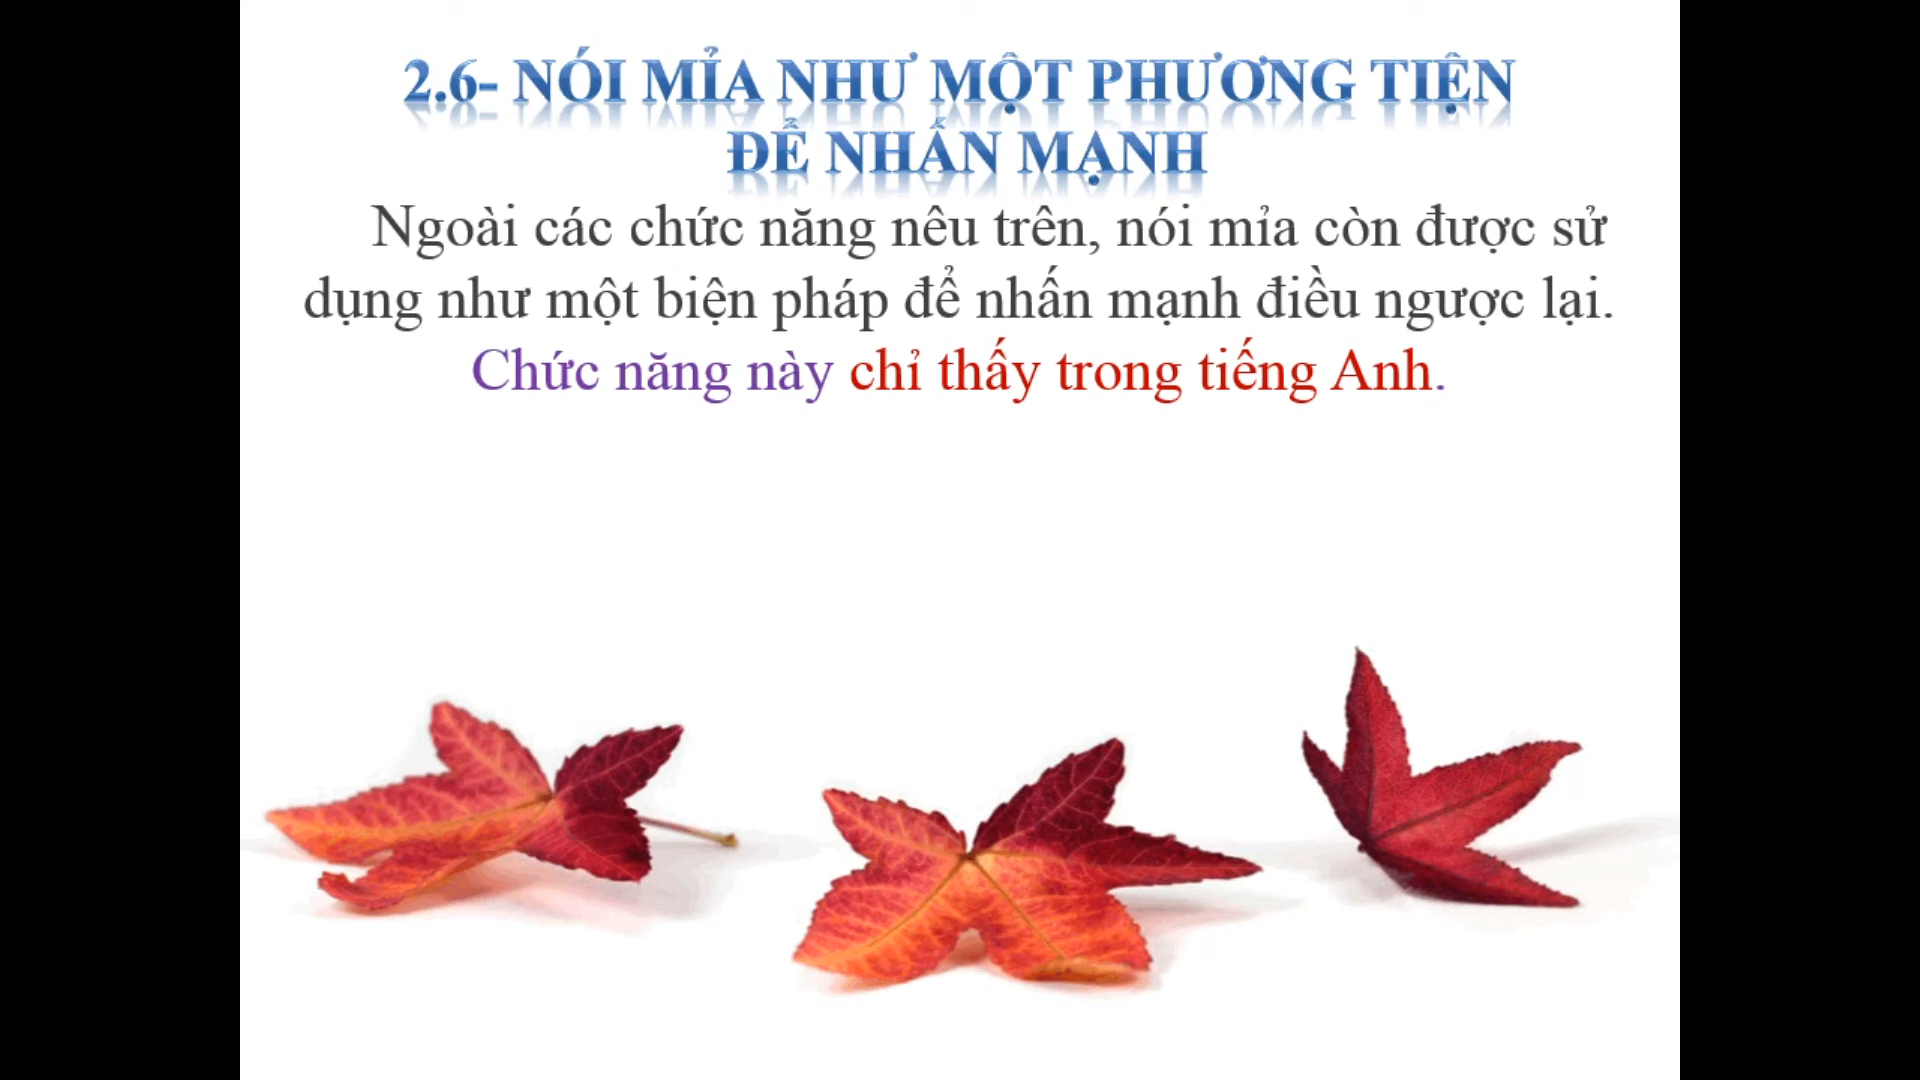 2.6- NÓI MỈA NHƯ MỘT PHƯƠNG TIỆN
ĐỂ NHẤN MẠNH
Ngoài các chức năng nêu trên, nói mỉa còn được sử
dụng như một biện pháp để nhấn mạnh điều ngược lại.
Chức năng này chỉ thấy trong tiếng Anh.